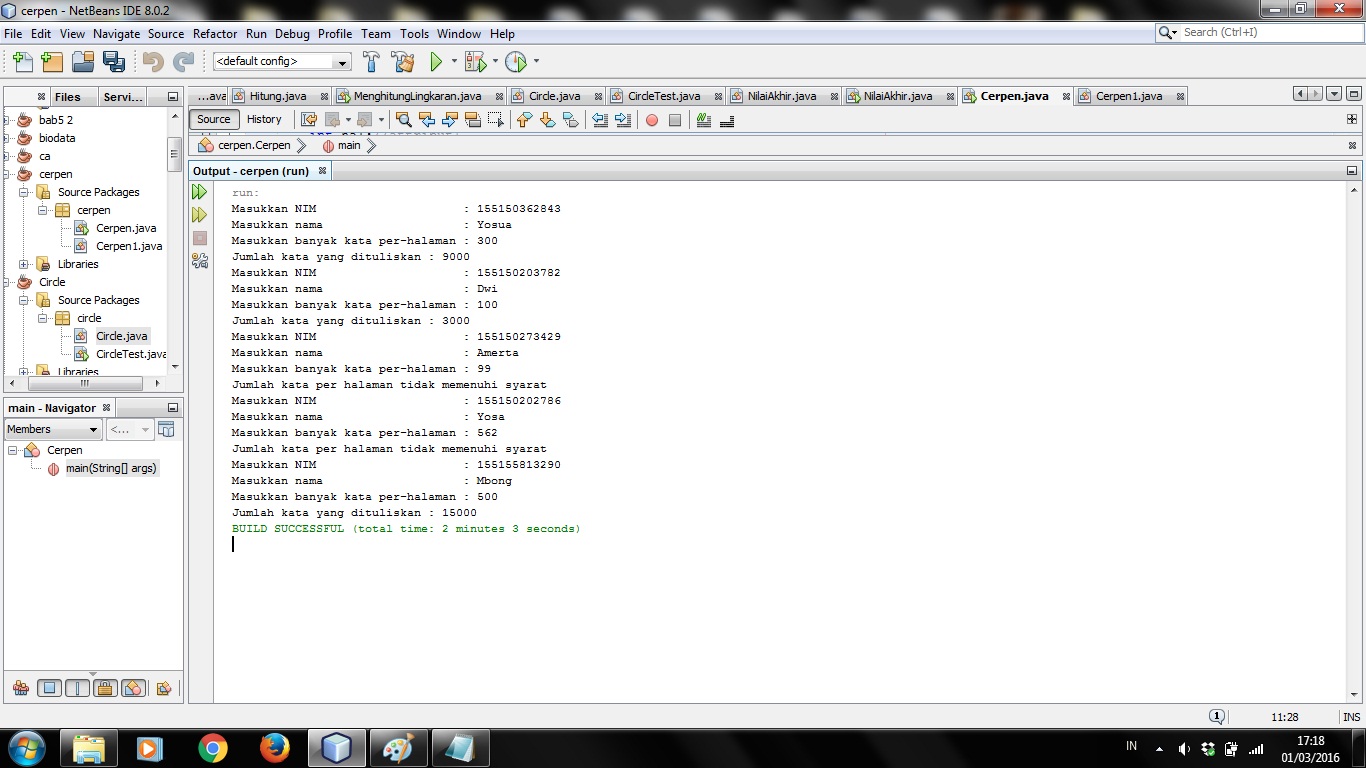 cerpen - NetBeans IDE 8.0.2
File Edit View Navigate Source Refactor Run Debug Profile Team Tools Window Help
Search (Ctrl+I)
<default config>
Files Servi...
...ava Hitung.java MenghitungLingkaran.java Circle.java CircleTest.java NilaiAkhir.java NilaiAkhir.java Cerpen.java Cerpen1.java
Source History
cerpen.Cerpen main
bab5 2
biodata
ca
cerpen
Source Packages
cerpen
Cerpen.java
Cerpen1.java
Libraries
Circle
Source Packages
circle
Circle.java
CircleTest.java
Libraries
main - Navigator
Members <...
Cerpen
main(String[] args)
Output - cerpen (run)
run:
Masukkan NIM : 155150362843
Masukkan nama : Yosua
Masukkan banyak kata per-halaman : 300
Jumlah kata yang dituliskan : 9000
Masukkan NIM : 155150203782
Masukkan nama : Dwi
Masukkan banyak kata per-halaman : 100
Jumlah kata yang dituliskan : 3000
Masukkan NIM : 155150273429
Masukkan nama : Amerta
Masukkan banyak kata per-halaman : 99
Jumlah kata per halaman tidak memenuhi syarat
Masukkan NIM : 155150202786
Masukkan nama : Yosa
Masukkan banyak kata per-halaman : 562
Jumlah kata per halaman tidak memenuhi syarat
Masukkan NIM : 155155813290
Masukkan nama : Mbong
Masukkan banyak kata per-halaman : 500
Jumlah kata yang dituliskan : 15000
BUILD SUCCESSFUL (total time: 2 minutes 3 seconds)
1 11:28 INS
IN
17:18
01/03/2016